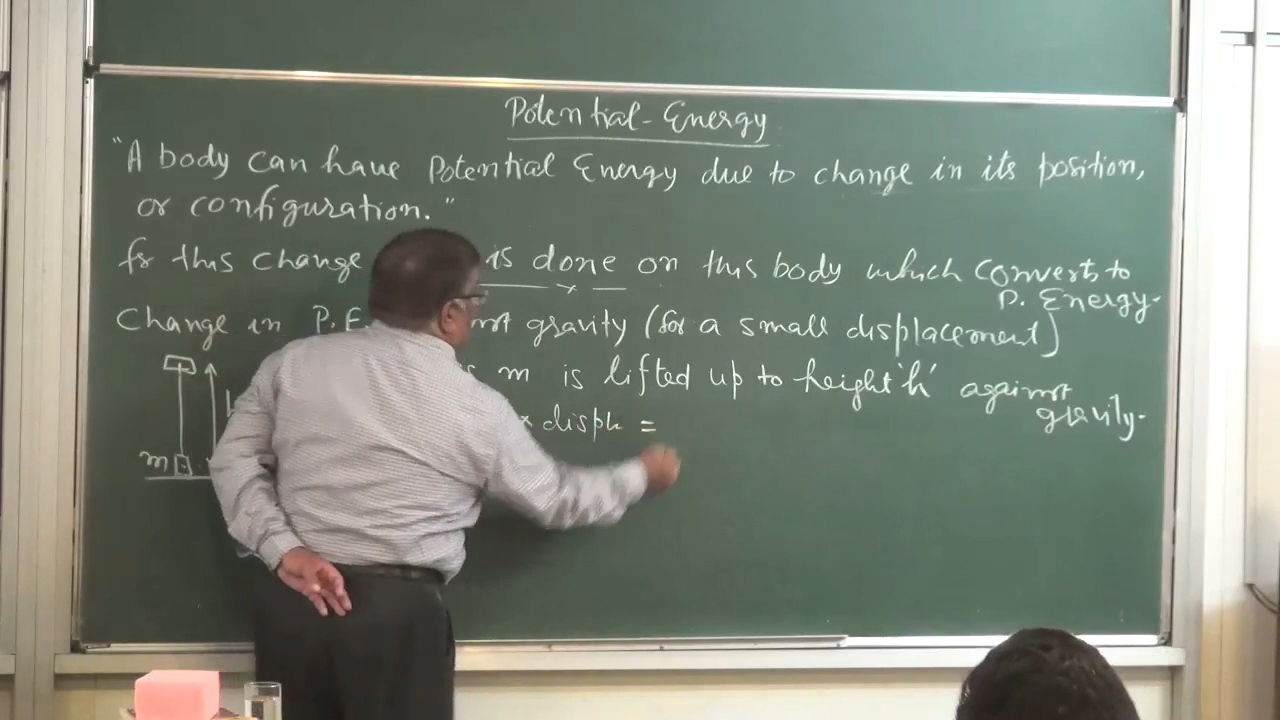 Potential-Energy
"A body can have Potential Energy due to change in its position,
or configuration."
for this change is done on this body which converts to
P. Energy.
Change in P.E gravity (for a small displacement)
m is lifted up to height 'h' against
gravity.
× displ =
m